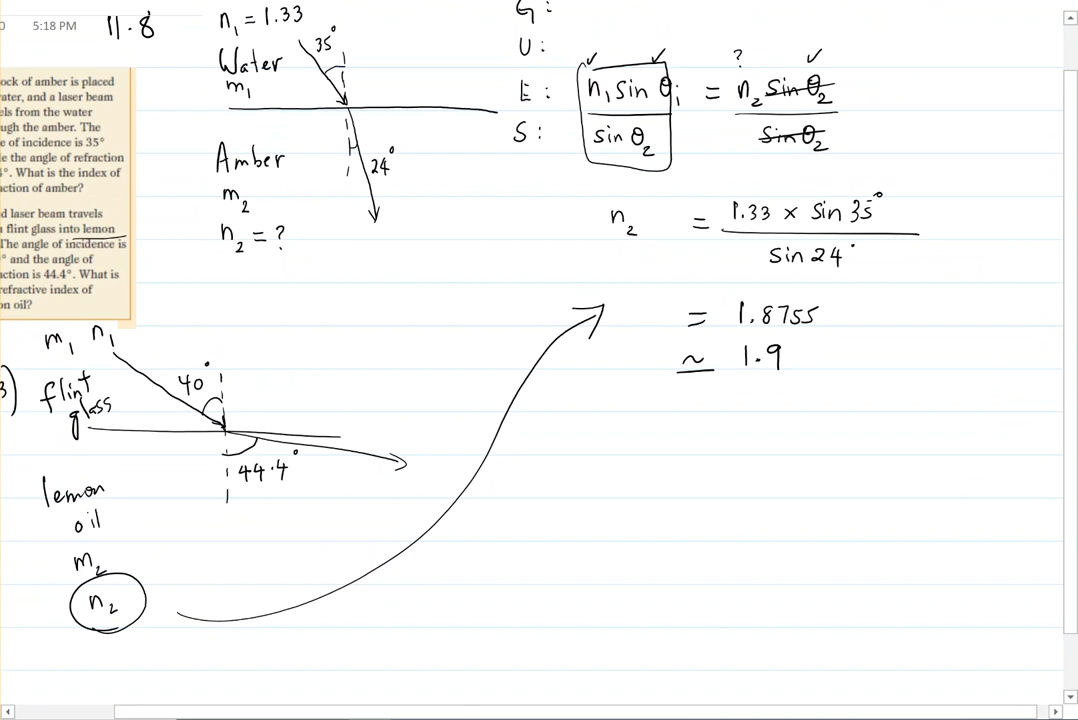 5:18 PM
11.8
n₁ = 1.33
Water
m₁
35°
Amber
m₂
n₂ = ?
24°
ock of amber is placed
ater, and a laser beam
els from the water
ugh the amber. The
e of incidence is 35°
e the angle of refraction
4°. What is the index of
action of amber?
d laser beam travels
flint glass into lemon
The angle of incidence is
° and the angle of
action is 44.4°. What is
refractive index of
on oil?
G:
U:
E: n₁ sin θi = n₂ sin θ₂
S: sin θ₂ sin θ₂
?
n₂ = 1.33 × sin 35°
sin 24°
= 1.8755
≃ 1.9
m₁ n₁
3)
flint
glass
40°
44.4°
lemon
oil
m₂
n₂